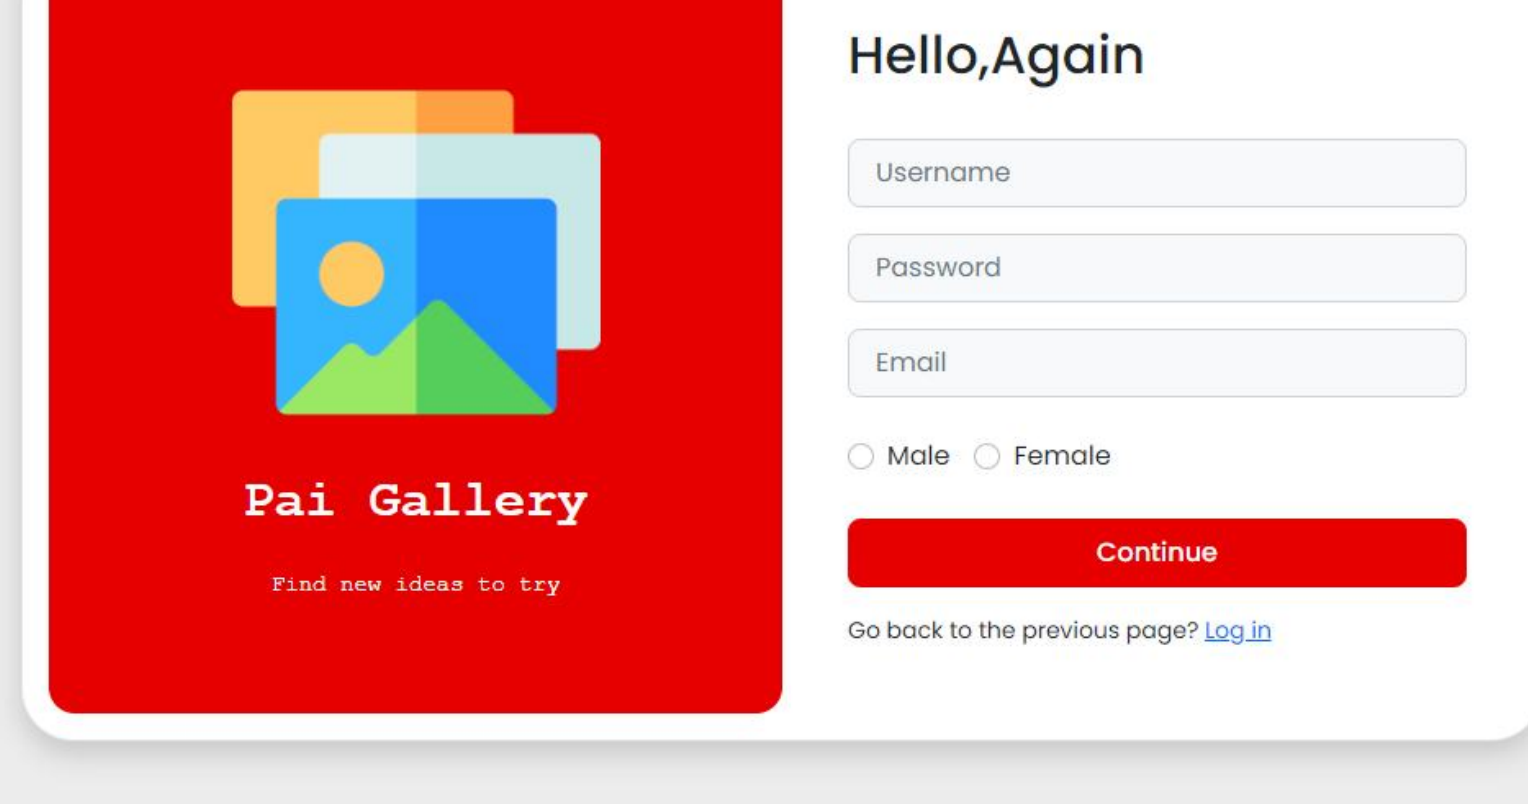 Pai Gallery
Find new ideas to try
Hello,Again
Username
Password
Email
Male Female
Continue
Go back to the previous page? Log in